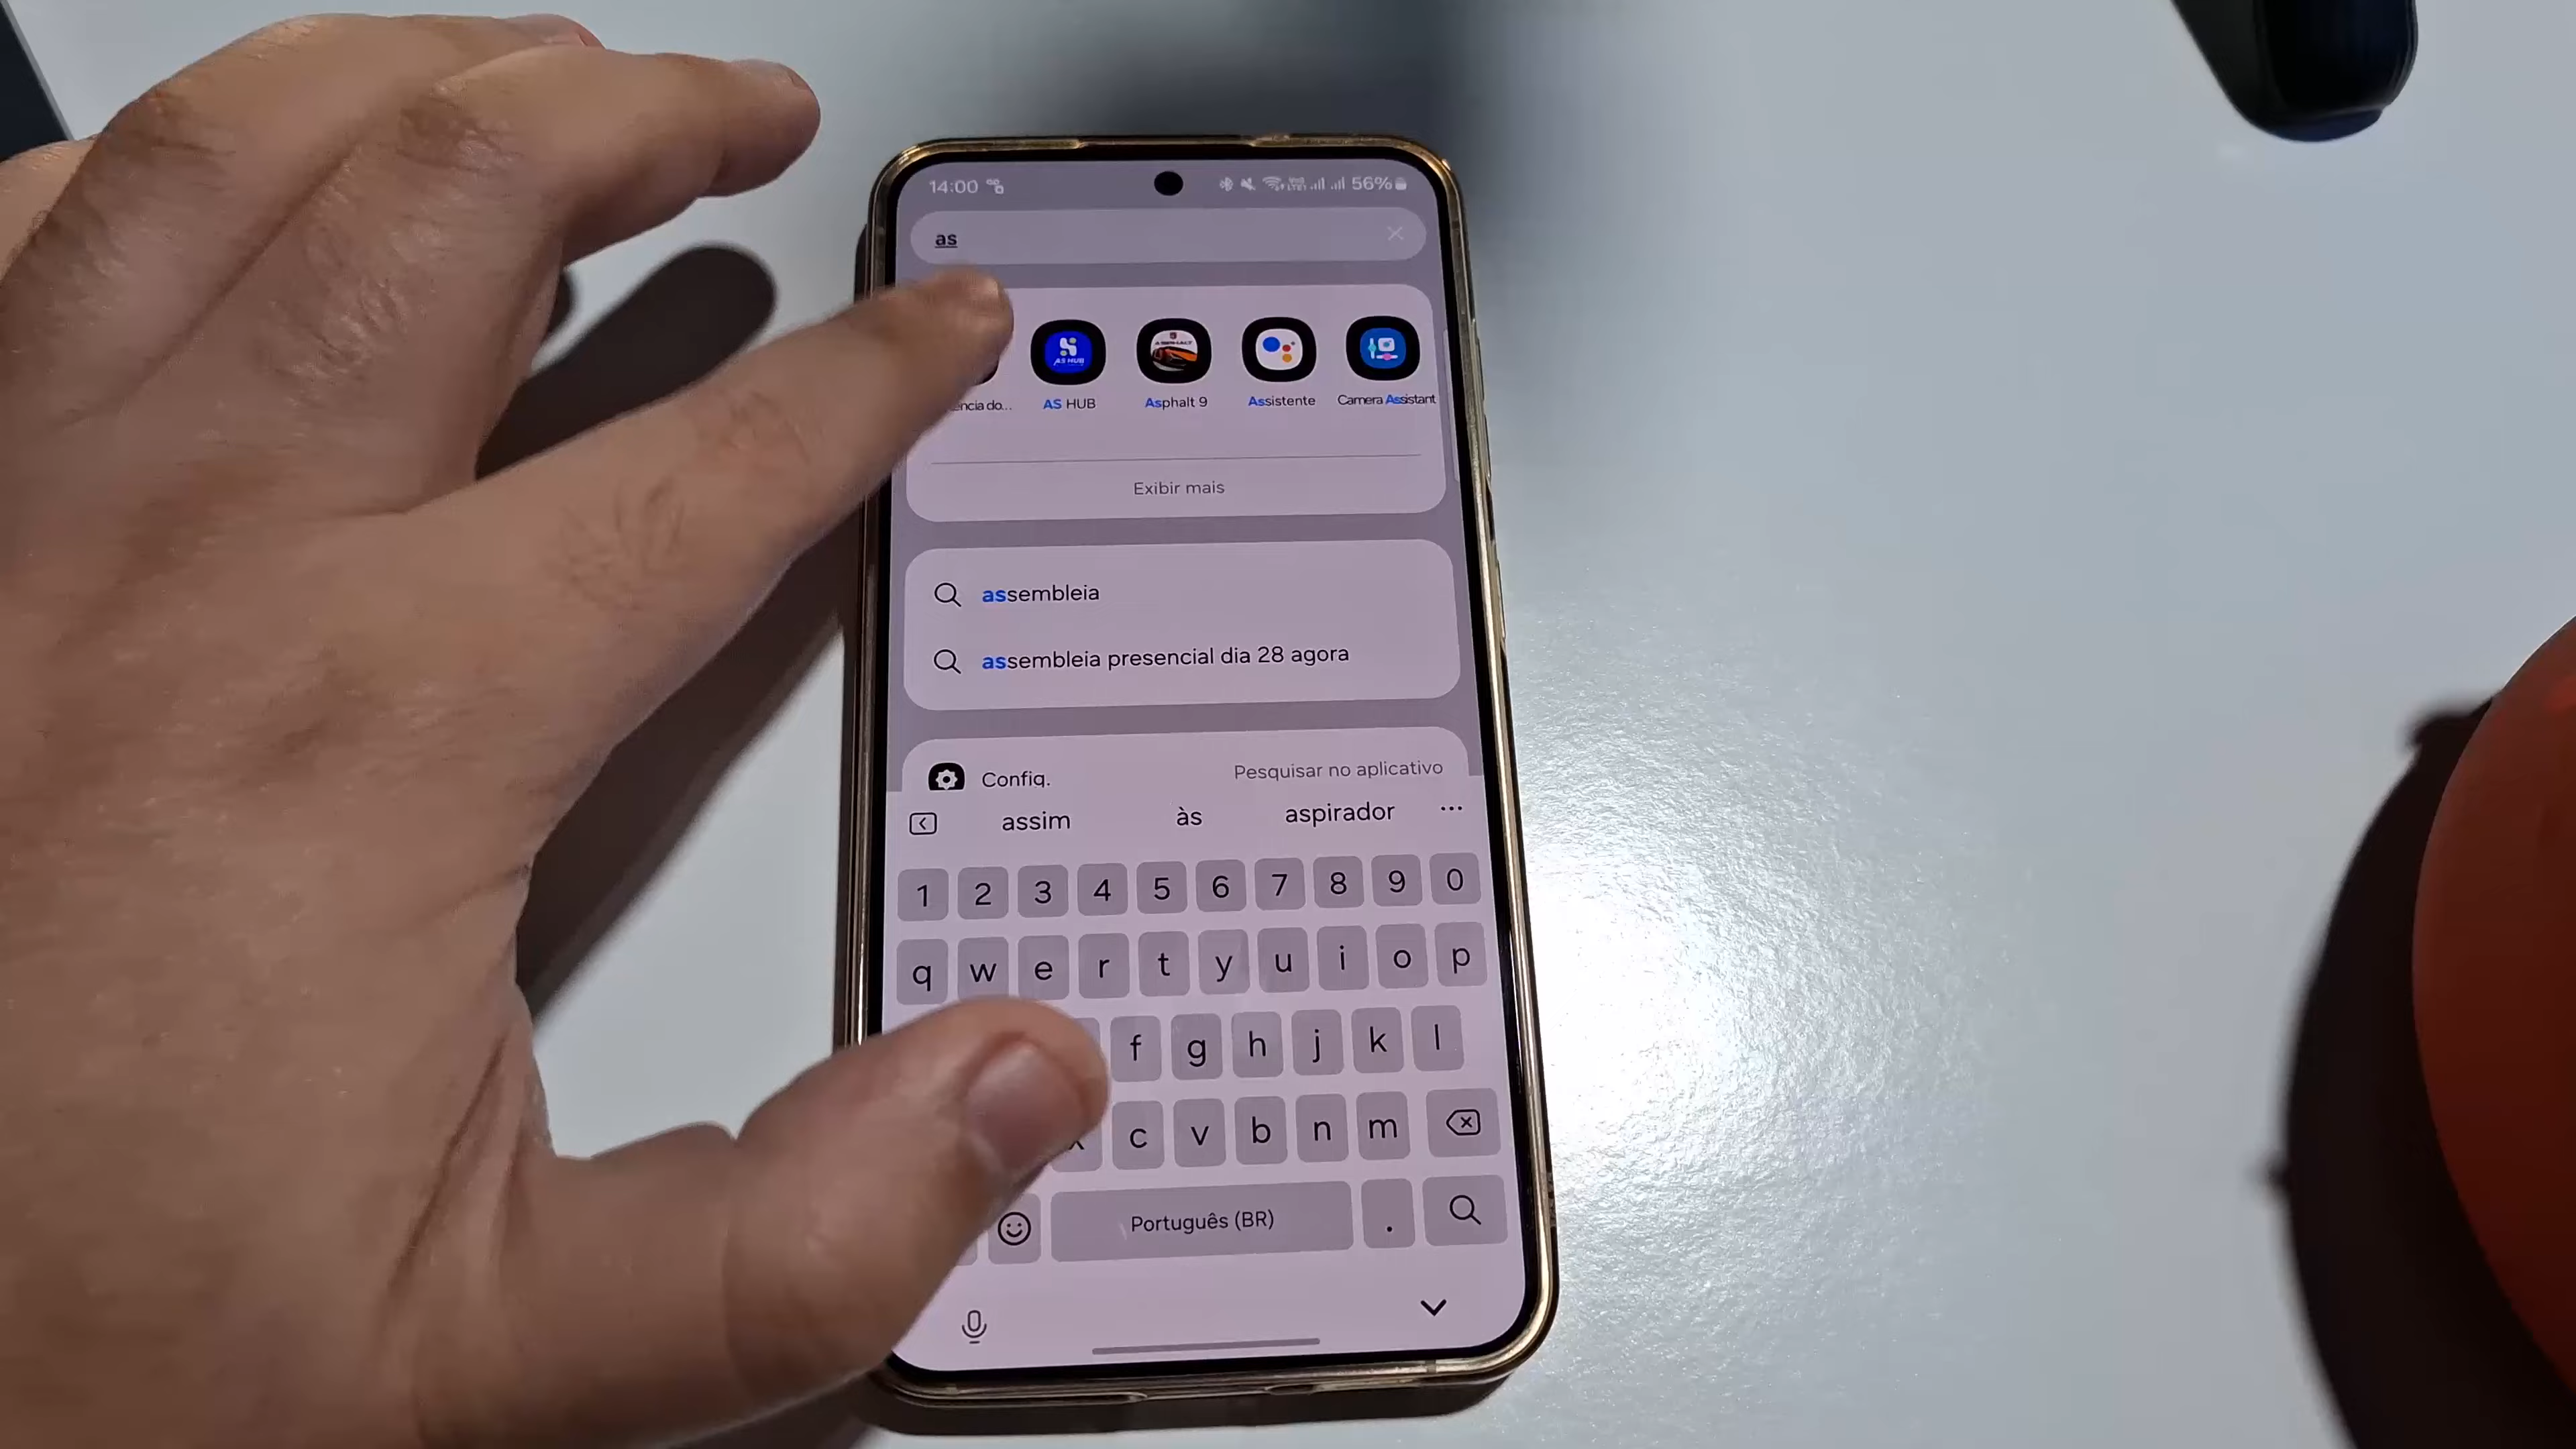 14:00 56%
as
AS HUB
ência do... AS HUB Asphalt 9 Assistente Camera Assistant
Exibir mais
assembleia
assembleia presencial dia 28 agora
Config. Pesquisar no aplicativo
assim às aspirador
1 2 3 4 5 6 7 8 9 0
q w e r t y u i o p
f g h j k l
x c v b n m
Português (BR) .